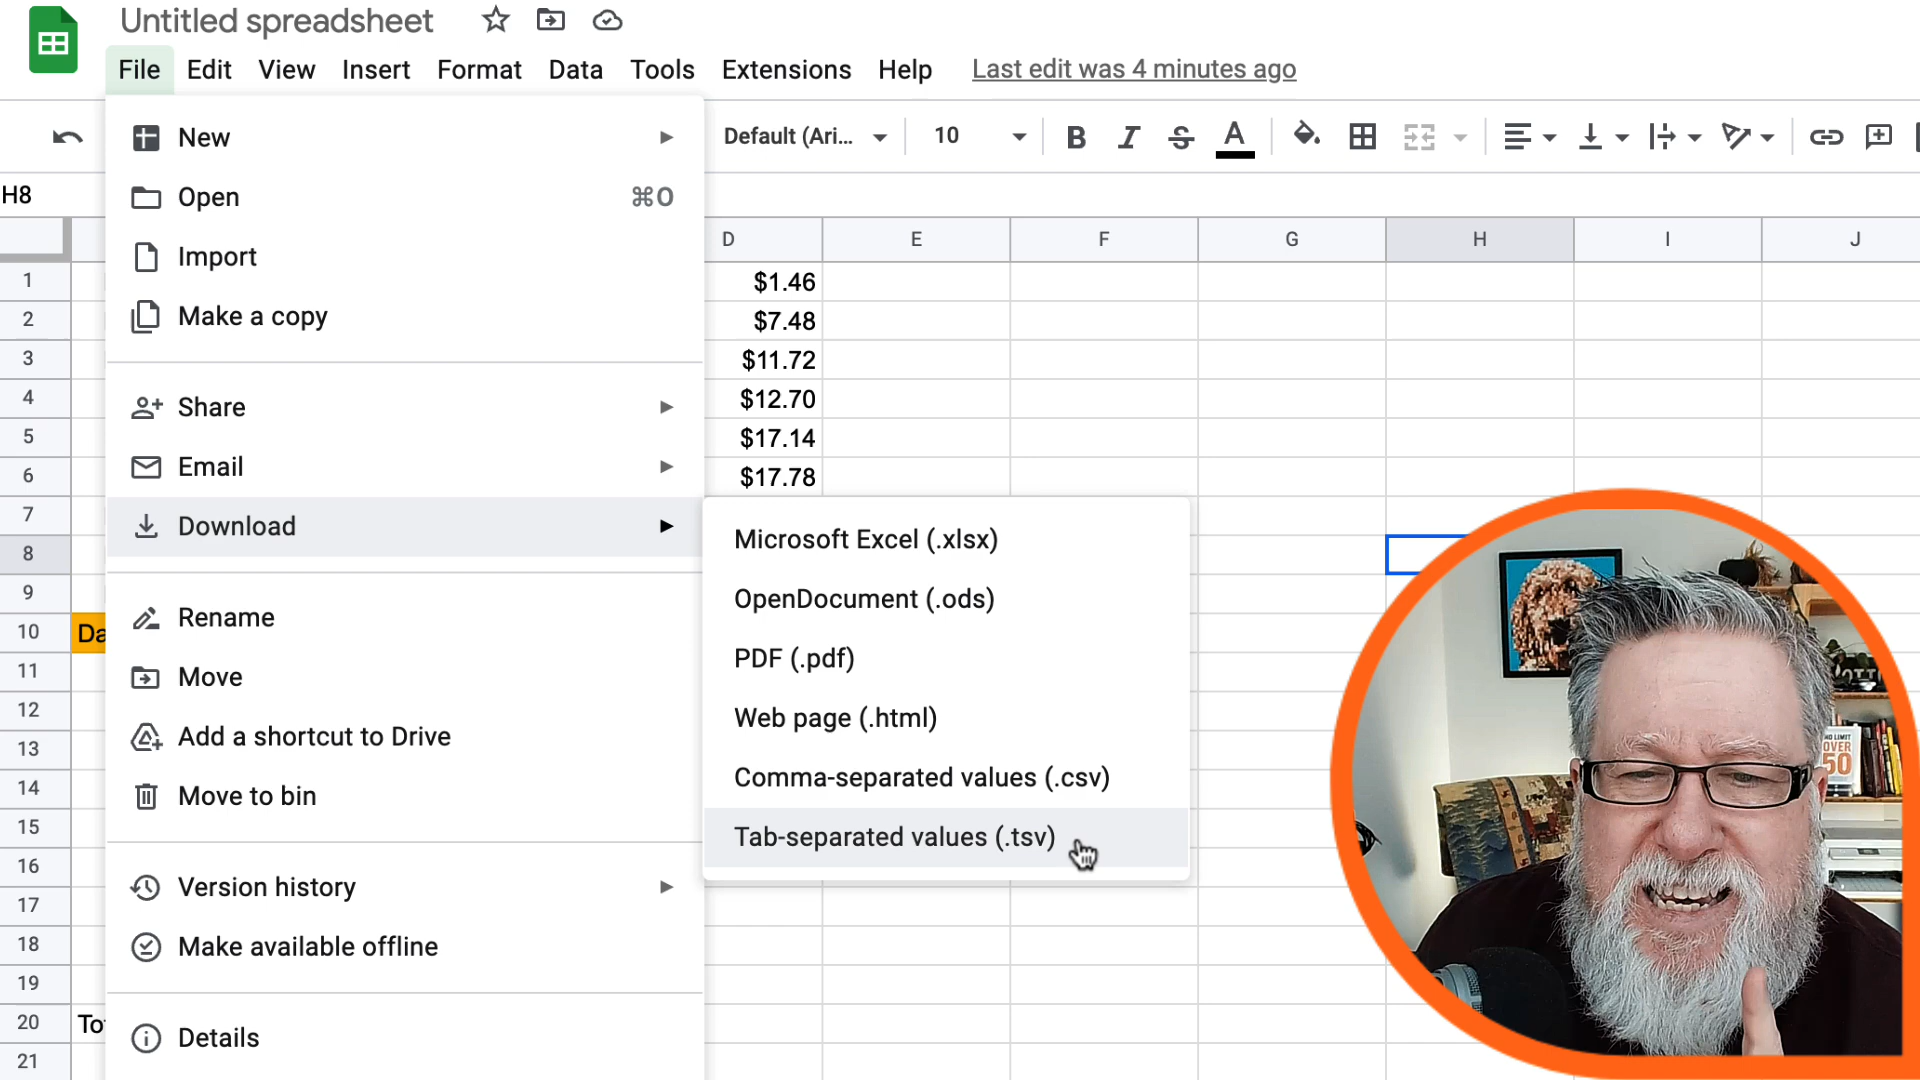 Untitled spreadsheet
File Edit View Insert Format Data Tools Extensions Help Last edit was 4 minutes ago
New
Default (Ari... 10 B I S A
H8
Open ⌘O
D E F G H I J
Import
1 $1.46
Make a copy
2 $7.48
3 $11.72
4 $12.70
Share
5 $17.14
Email
6 $17.78
7
Download
Microsoft Excel (.xlsx)
8
9
OpenDocument (.ods)
Rename
10 Da
PDF (.pdf)
11
Move
12
Web page (.html)
Add a shortcut to Drive
13
Comma-separated values (.csv)
14
Move to bin
15
Tab-separated values (.tsv)
16
Version history
17
18
Make available offline
19
20 To
Details
21
NO LIMIT
OVER
50